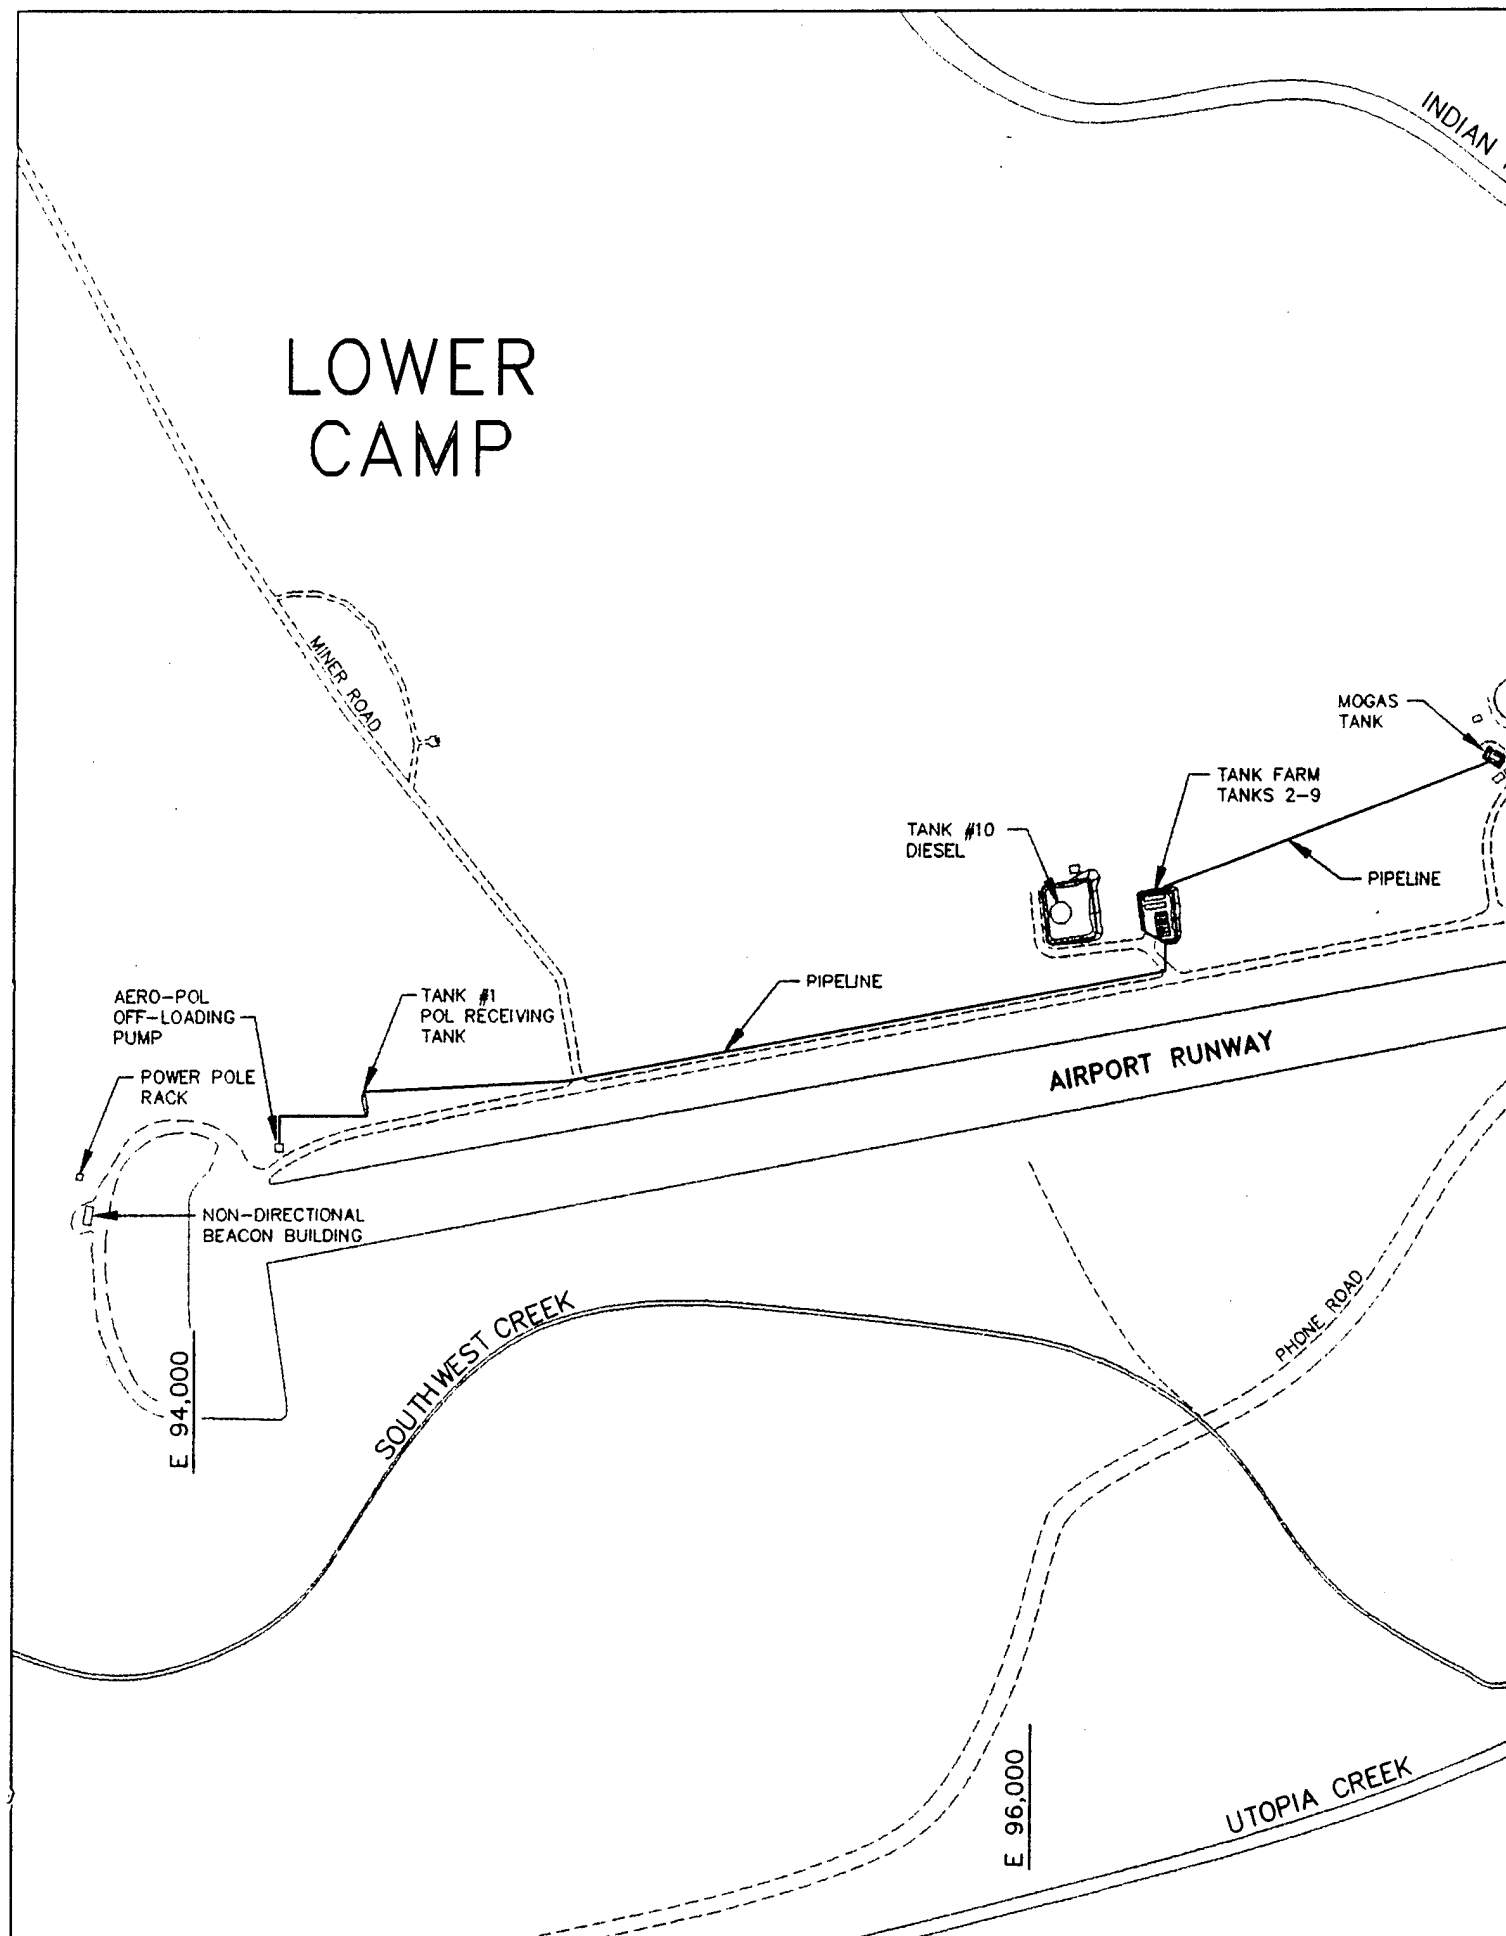 INDIAN
LOWER
CAMP
MINER ROAD
MOGAS
TANK
TANK FARM
TANKS 2-9
TANK #10
DIESEL
PIPELINE
PIPELINE
AERO-POL
OFF-LOADING
PUMP
TANK #1
POL RECEIVING
TANK
POWER POLE
RACK
AIRPORT RUNWAY
NON-DIRECTIONAL
BEACON BUILDING
SOUTHWEST CREEK
PHONE ROAD
E 94,000
E 96,000
UTOPIA CREEK